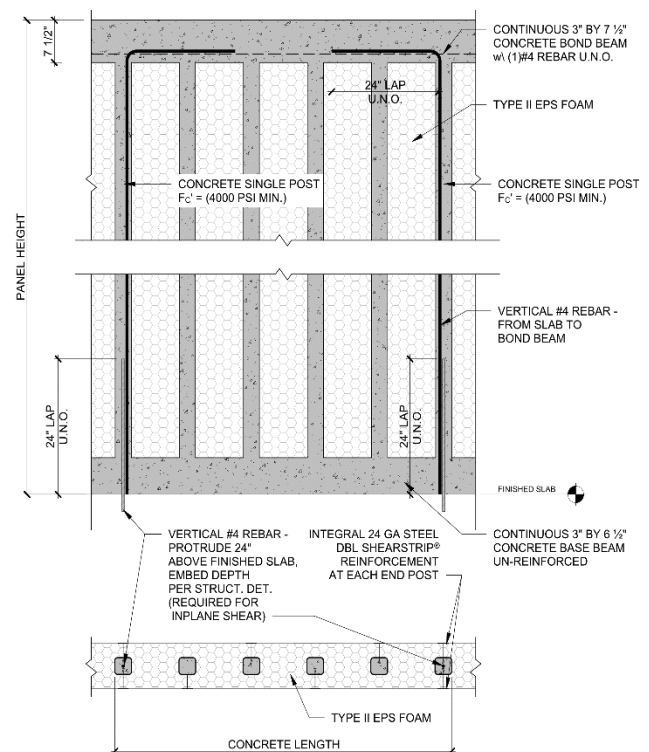 7 1/2"
CONTINUOUS 3" BY 7 ½"
CONCRETE BOND BEAM
w\ (1)#4 REBAR U.N.O.
24" LAP
U.N.O.
TYPE II EPS FOAM
CONCRETE SINGLE POST
Fc' = (4000 PSI MIN.)
CONCRETE SINGLE POST
Fc' = (4000 PSI MIN.)
PANEL HEIGHT
VERTICAL #4 REBAR -
FROM SLAB TO
BOND BEAM
24" LAP
U.N.O.
24" LAP
U.N.O.
FINISHED SLAB
VERTICAL #4 REBAR -
PROTRUDE 24"
ABOVE FINISHED SLAB,
EMBED DEPTH
PER STRUCT. DET.
(REQUIRED FOR
INPLANE SHEAR)
INTEGRAL 24 GA STEEL
DBL SHEARSTRIP®
REINFORCEMENT
AT EACH END POST
CONTINUOUS 3" BY 6 ½"
CONCRETE BASE BEAM
UN-REINFORCED
TYPE II EPS FOAM
CONCRETE LENGTH